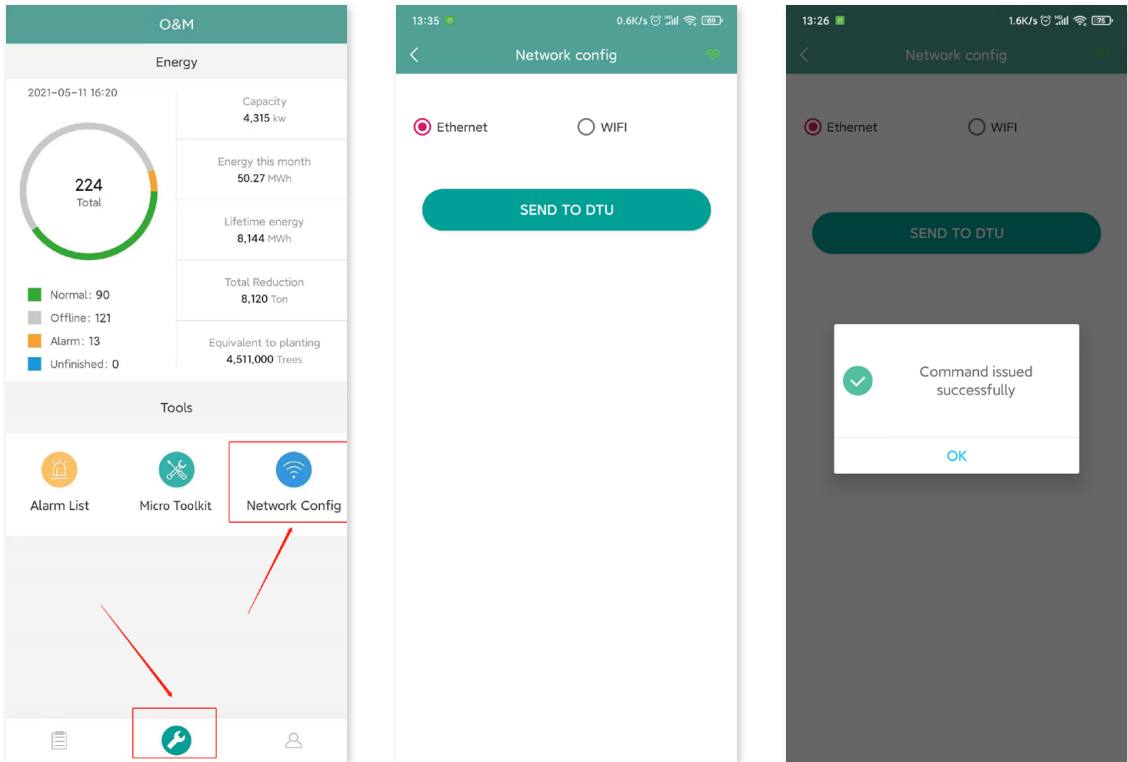 O&M
Energy
2021-05-11 16:20
224
Total
Normal: 90
Offline: 121
Alarm: 13
Unfinished: 0
Capacity
4,315 kw
Energy this month
50.27 MWh
Lifetime energy
8,144 MWh
Total Reduction
8,120 Ton
Equivalent to planting
4,511,000 Trees
Tools
Alarm List
Micro Toolkit
Network Config
13:35
0.6K/s HD 69
Network config
Ethernet
WIFI
SEND TO DTU
13:26
1.6K/s HD 75
Network config
Ethernet
WIFI
SEND TO DTU
Command issued
successfully
OK